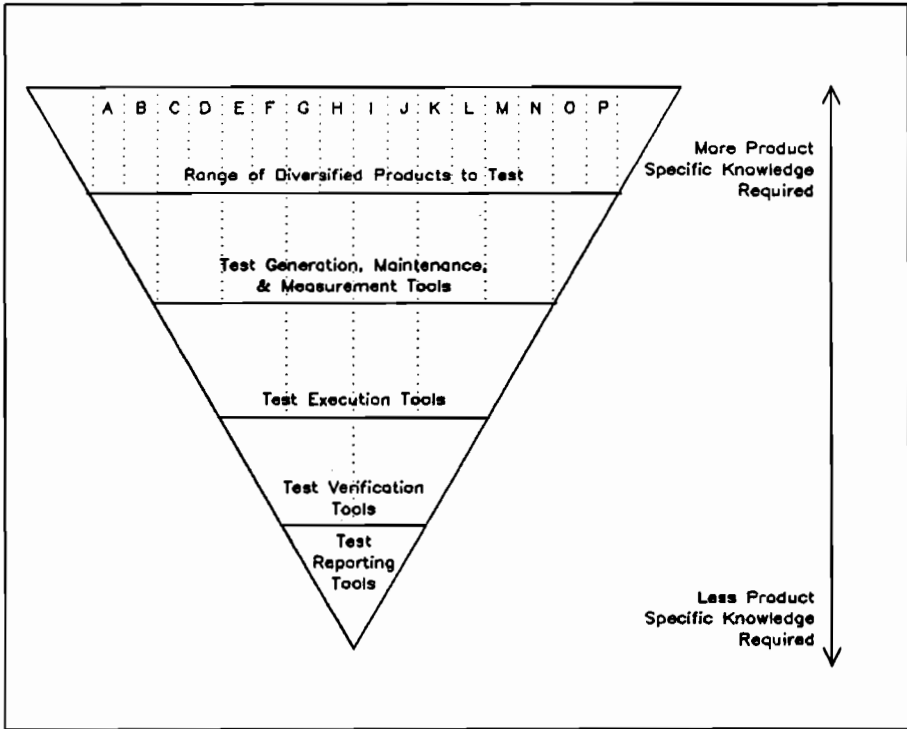 A B C D E F G H I J K L M N O P
Range of Diversified Products to Test
Test Generation, Maintenance,
& Measurement Tools
Test Execution Tools
Test Verification
Tools
Test
Reporting
Tools
More Product
Specific Knowledge
Required
Less Product
Specific Knowledge
Required